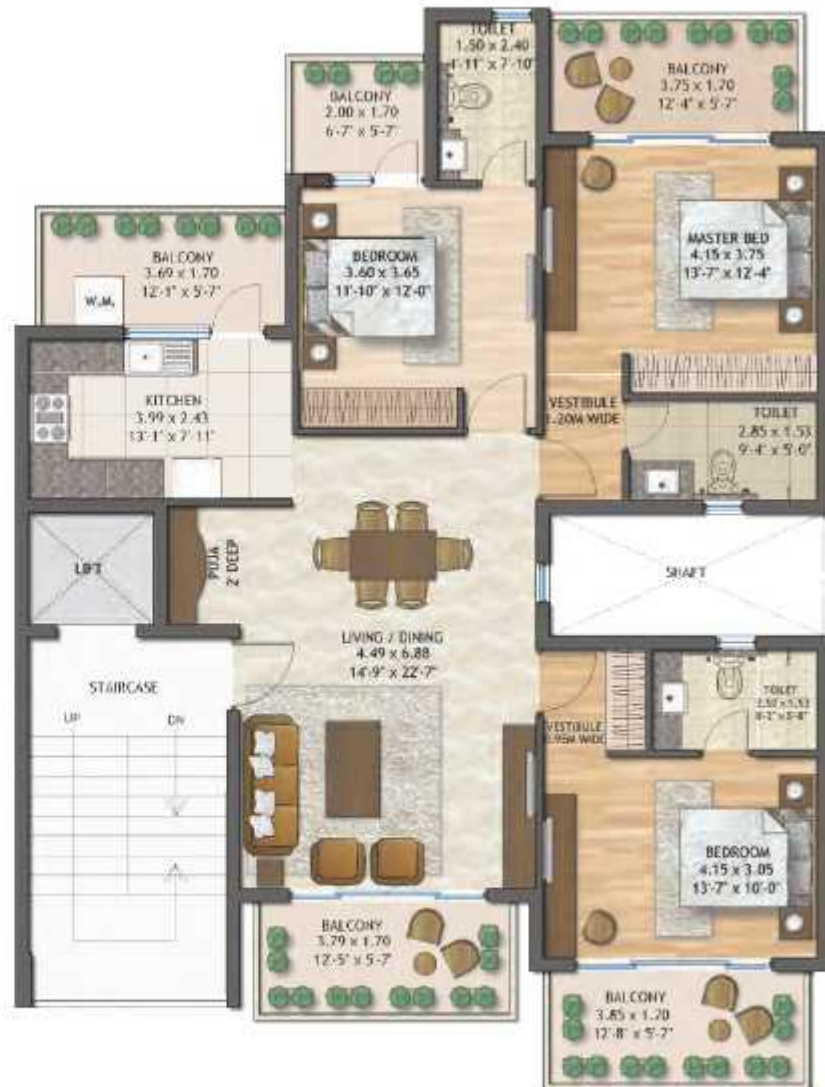 TOILET
1.50 x 2.40
4'-11" x 7'-10"
BALCONY
3.75 x 1.70
12'-4" x 5'-7"
BALCONY
2.00 x 1.70
6'-7" x 5'-7"
BALCONY
3.69 x 1.70
12'-1" x 5'-7"
W.M.
BEDROOM
3.60 x 3.65
11'-10" x 12'-0"
MASTER BED
4.15 x 3.75
13'-7" x 12'-4"
KITCHEN
3.99 x 2.43
13'-1" x 7'-11"
VESTIBULE
1.20M WIDE
TOILET
2.85 x 1.53
9'-4" x 5'-0"
LIFT
PUJA
2' DEEP
SHAFT
LIVING / DINING
4.49 x 6.88
14'-9" x 22'-7"
STAIRCASE
UP
DN
VESTIBULE
WIDE
TOILET
BEDROOM
4.15 x 3.05
13'-7" x 10'-0"
BALCONY
3.79 x 1.70
12'-5" x 5'-7"
BALCONY
3.85 x 1.70
12'-8" x 5'-7"